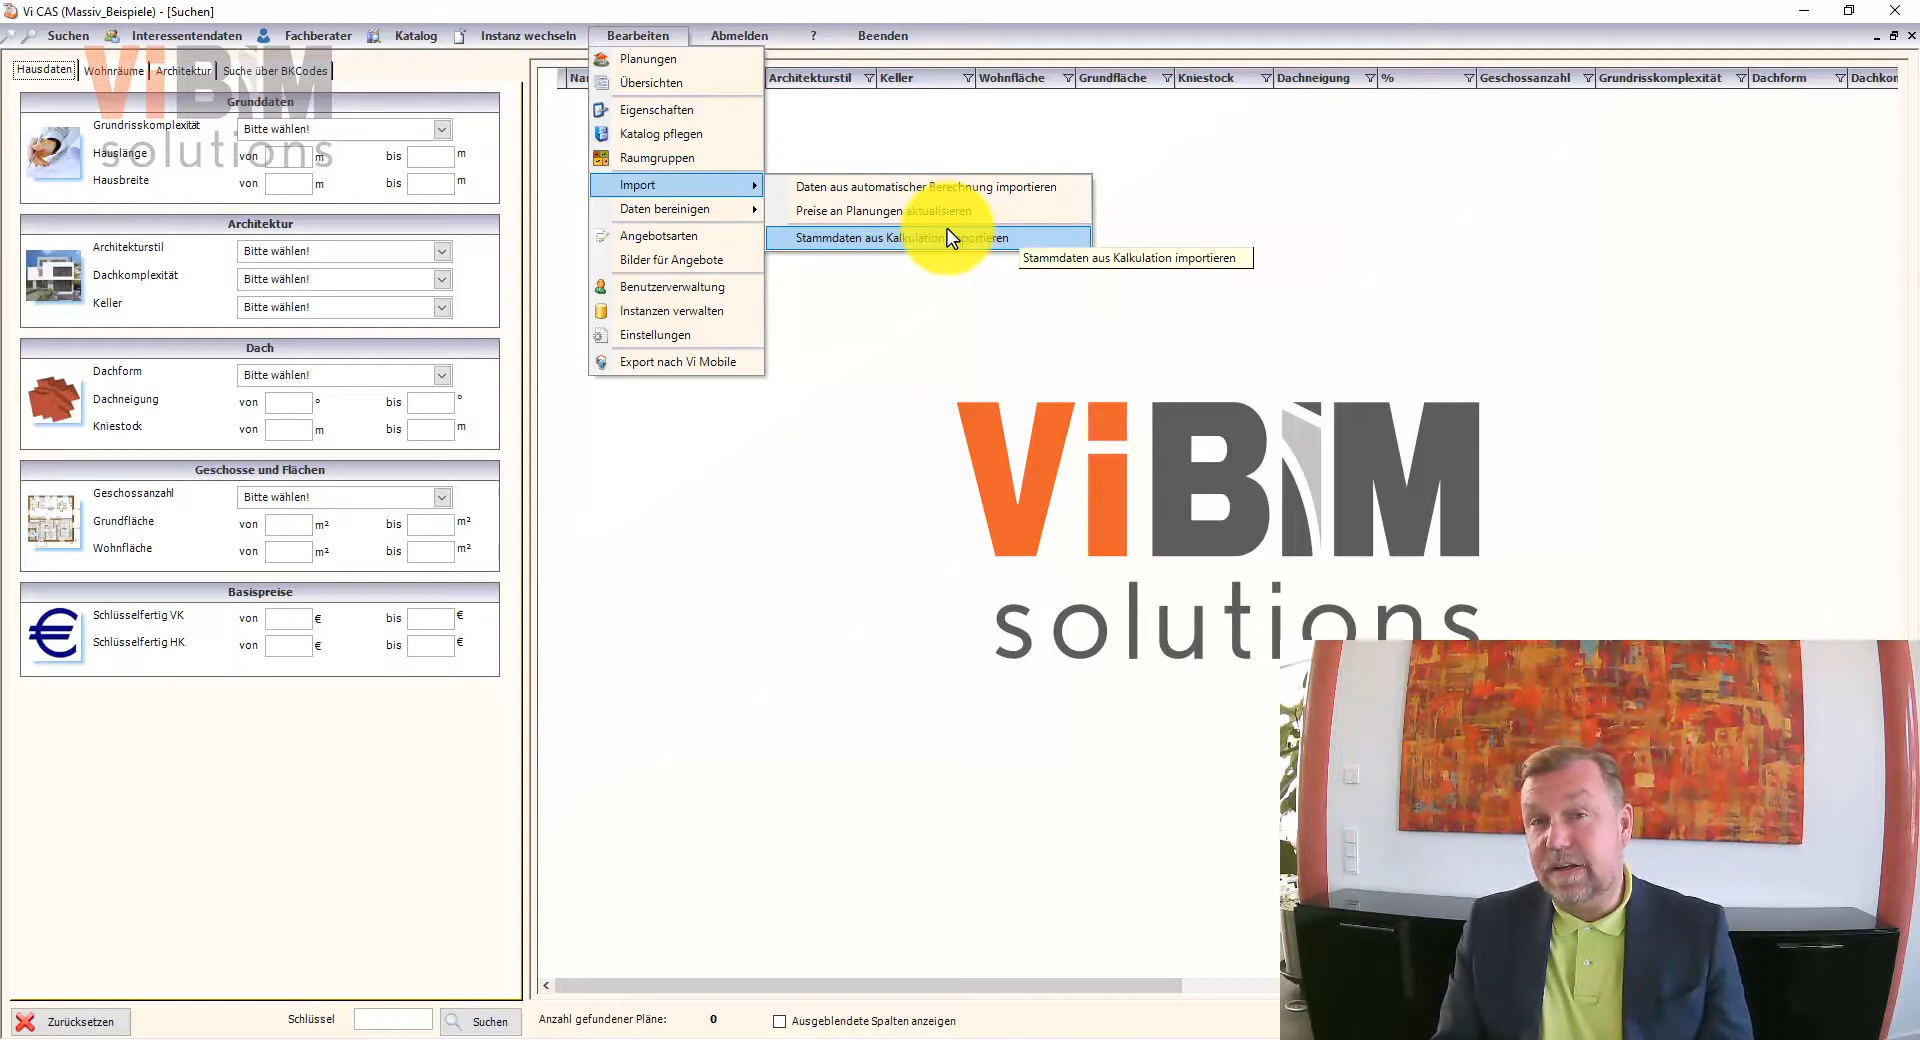 Vi CAS (Massiv_Beispiele) - [Suchen]
Suchen Interessentendaten Fachberater Katalog Instanz wechseln Bearbeiten Abmelden ? Beenden
Hausdaten Wohnräume Architektur Suche über BKCodes
ViBiM
solutions
Grunddaten
Grundrisskomplexität Bitte wählen!
Hauslänge von m bis m
Hausbreite von m bis m
Architektur
Architekturstil Bitte wählen!
Dachkomplexität Bitte wählen!
Keller Bitte wählen!
Dach
Dachform Bitte wählen!
Dachneigung von ° bis °
Kniestock von m bis m
Geschosse und Flächen
Geschossanzahl Bitte wählen!
Grundfläche von m² bis m²
Wohnfläche von m² bis m²
Basispreise
Schlüsselfertig VK von € bis €
Schlüsselfertig HK von € bis €
Zurücksetzen Schlüssel Suchen
Planungen
Übersichten
Eigenschaften
Katalog pflegen
Raumgruppen
Import
Daten bereinigen
Angebotsarten
Bilder für Angebote
Benutzerverwaltung
Instanzen verwalten
Einstellungen
Export nach Vi Mobile
Daten aus automatischer Berechnung importieren
Preise an Planungen aktualisieren
Stammdaten aus Kalkulation importieren
Stammdaten aus Kalkulation importieren
Architekturstil Keller Wohnfläche Grundfläche Kniestock Dachneigung % Geschossanzahl Grundrisskomplexität Dachform Dachkon
ViBiM
solutions
Anzahl gefundener Pläne: 0 Ausgeblendete Spalten anzeigen